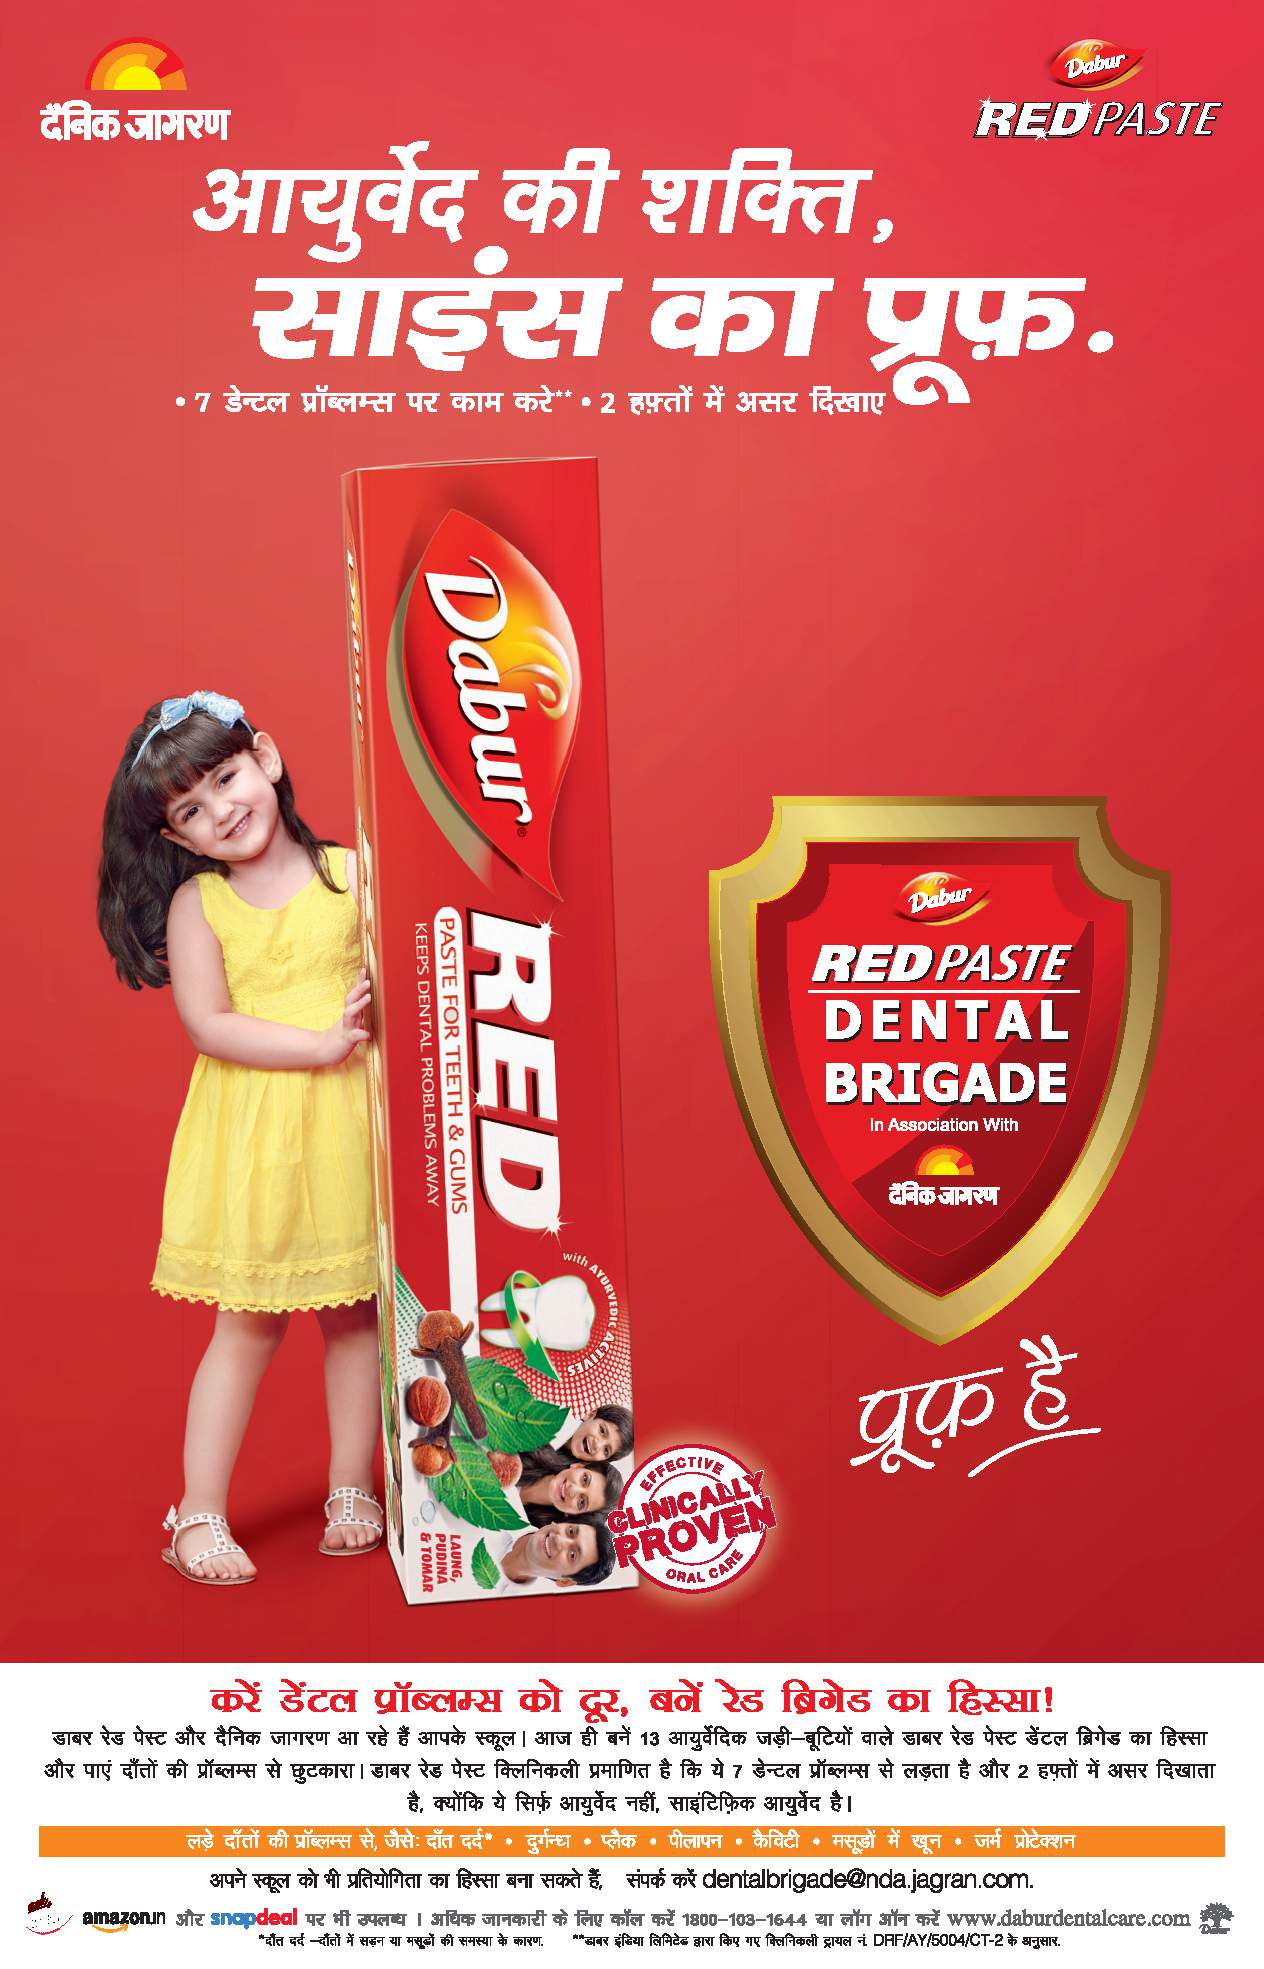 दैनिक जागरण
Dabur
RED PASTE
आयुर्वेद की शक्ति,
साइंस का प्रूफ़.
• 7 डेन्टल प्रॉब्लम्स पर काम करे** • 2 हफ़्तों में असर दिखाए
Dabur®
RED
PASTE FOR TEETH & GUMS
KEEPS DENTAL PROBLEMS AWAY
with AYURVEDIC ACTIVES
LAUNG,
PUDINA
& TOMAR
EFFECTIVE
CLINICALLY
PROVEN
ORAL CARE
Dabur
RED PASTE
DENTAL
BRIGADE
In Association With
दैनिक जागरण
प्रूफ़ है
करें डेंटल प्रॉब्लम्स को दूर, बनें रेड ब्रिगेड का हिस्सा!
डाबर रेड पेस्ट और दैनिक जागरण आ रहे हैं आपके स्कूल। आज ही बनें 13 आयुर्वेदिक जड़ी–बूटियों वाले डाबर रेड पेस्ट डेंटल ब्रिगेड का हिस्सा
और पाएं दाँतों की प्रॉब्लम्स से छुटकारा। डाबर रेड पेस्ट क्लिनिकली प्रमाणित है कि ये 7 डेन्टल प्रॉब्लम्स से लड़ता है और 2 हफ़्तों में असर दिखाता
है, क्योंकि ये सिर्फ़ आयुर्वेद नहीं, साइंटिफ़िक आयुर्वेद है।
लड़े दाँतों की प्रॉब्लम्स से, जैसेः दाँत दर्द* • दुर्गन्ध • प्लैक • पीलापन • कैविटी • मसूड़ों में खून • जर्म प्रोटेक्शन
अपने स्कूल को भी प्रतियोगिता का हिस्सा बना सकते हैं, संपर्क करें dentalbrigade@nda.jagran.com.
amazon.in और snapdeal पर भी उपलब्ध । अधिक जानकारी के लिए कॉल करें 1800–103–1644 या लॉग ऑन करें www.daburdentalcare.com
*दाँत दर्द –दाँतों में सड़न या मसूड़ों की समस्या के कारण. **डाबर इंडिया लिमिटेड द्वारा किए गए क्लिनिकली ट्रायल नं. DRF/AY/5004/CT-2 के अनुसार.